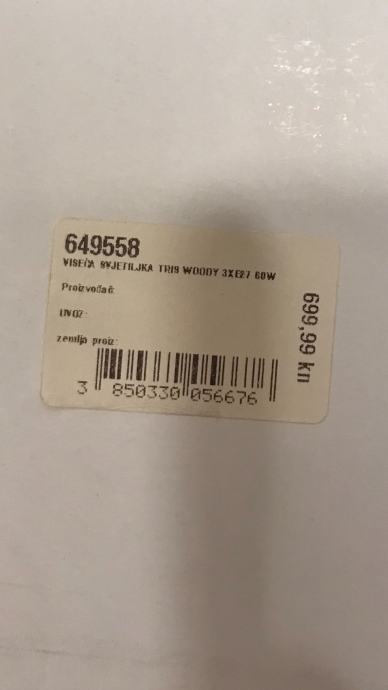 649558
VISEĆA SVJETILJKA TRIS WOODY 3XE27 60W
Proizvođač:
UVOZ:
zemlja proiz:
3 850330 056676
699,99 kn